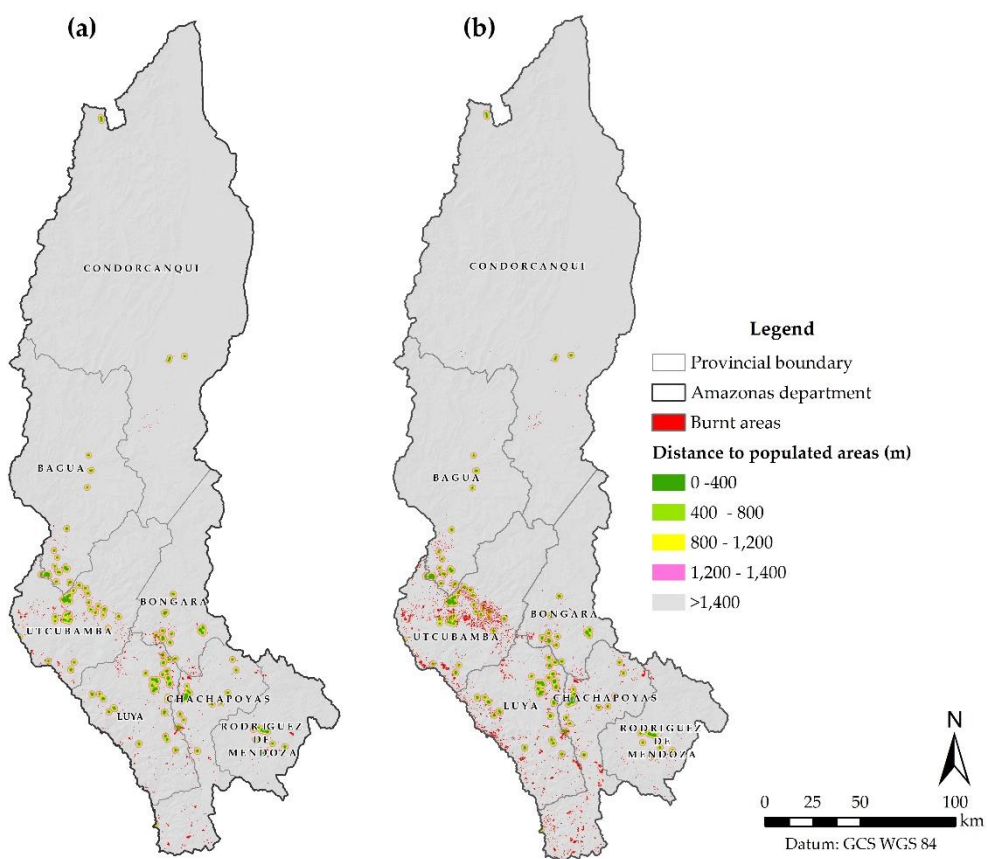 (a)
(b)
CONDORCANQUI
BAGUA
BONGARA
UTCUBAMBA
CHACHAPOYAS
LUYA
RODRIGUEZ
DE
MENDOZA
CONDORCANQUI
BAGUA
BONGARA
UTCUBAMBA
CHACHAPOYAS
LUYA
RODRIGUEZ
DE
MENDOZA
Legend
Provincial boundary
Amazonas department
Burnt areas
Distance to populated areas (m)
0 -400
400 - 800
800 - 1,200
1,200 - 1,400
>1,400
N
0 25 50 100
km
Datum: GCS WGS 84